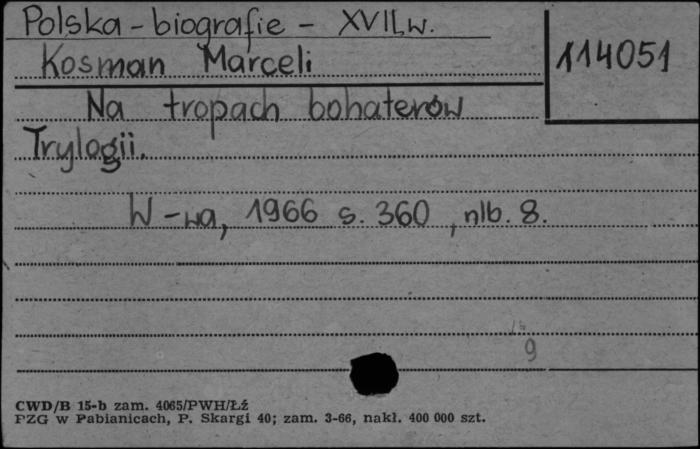 Polska - biografie - XVII w.
Kosman Marceli
114051
Na tropach bohaterów
Trylogii.
W-wa, 1966 s. 360, nlb. 8.
9
CWD/B 15-b zam. 4065/PWH/Łź
PZG w Pabianicach, P. Skargi 40; zam. 3-66, nakł. 400 000 szt.